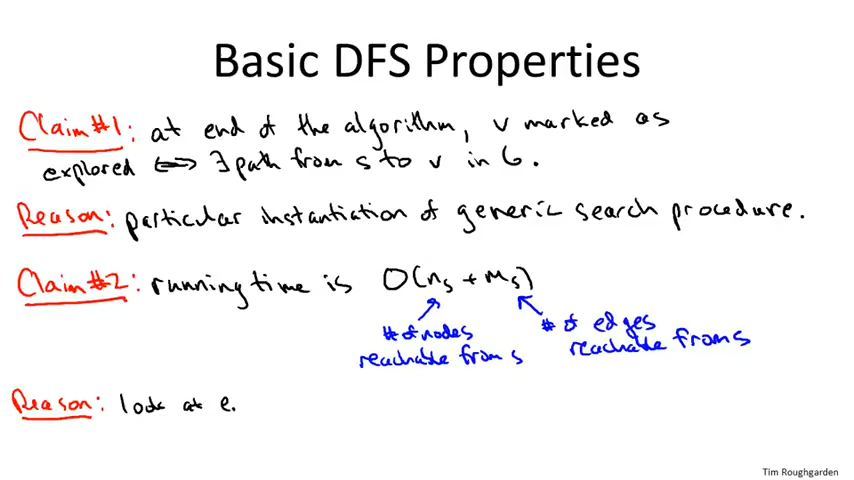 Basic DFS Properties
Claim #1: at end of the algorithm, v marked as
explored <=> ∃ path from s to v in G.
Reason: particular instantiation of generic search procedure.
Claim #2: running time is O(nₛ + mₛ)
# of nodes
reachable from s
# of edges
reachable from s
Reason: look at e.
Tim Roughgarden